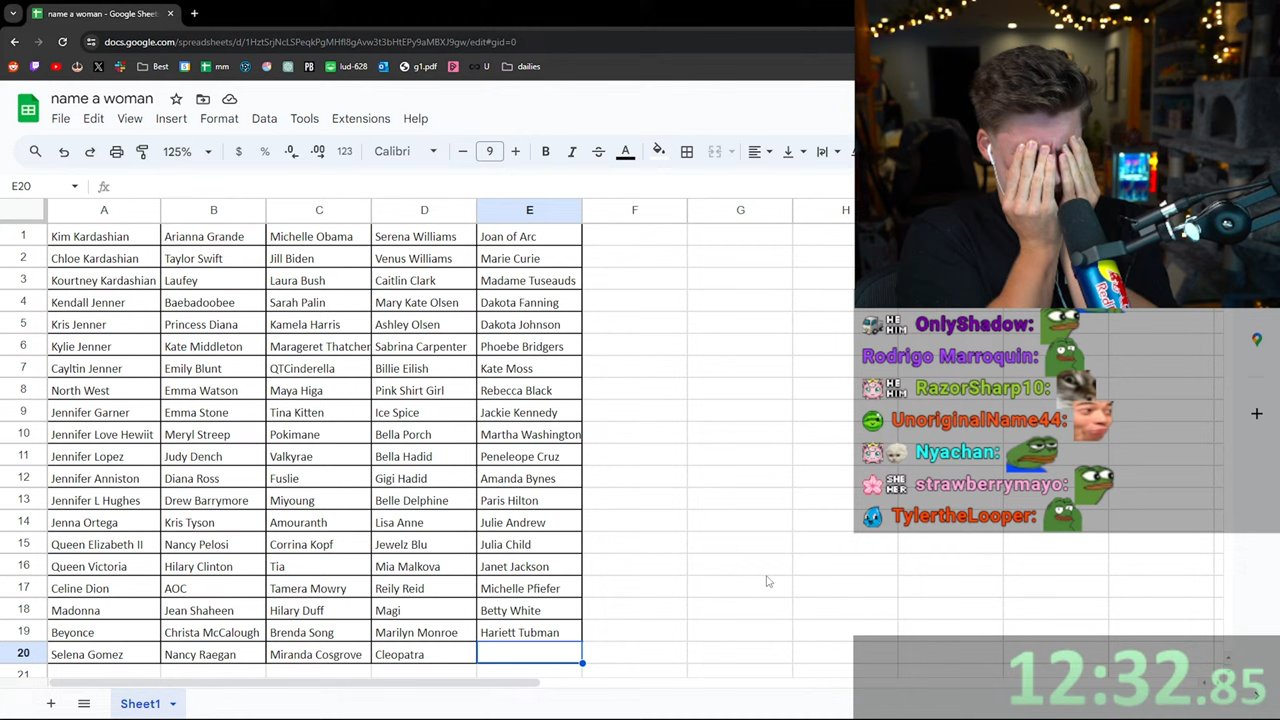 name a woman - Google Sheet
docs.google.com/spreadsheets/d/1HztSrjNcLSPeqkPgMHfl8gAvw3t3bHtEPy9aMBXJ9gw/edit#gid=0
Best mm PB lud-628 g1.pdf U dailies
name a woman
File Edit View Insert Format Data Tools Extensions Help
125% $ % .0 .00 123 Calibri 9 B I S A
E20 fx
A B C D E F G H
1 Kim Kardashian Arianna Grande Michelle Obama Serena Williams Joan of Arc
2 Chloe Kardashian Taylor Swift Jill Biden Venus Williams Marie Curie
3 Kourtney Kardashian Laufey Laura Bush Caitlin Clark Madame Tuseauds
4 Kendall Jenner Baebadoobee Sarah Palin Mary Kate Olsen Dakota Fanning
5 Kris Jenner Princess Diana Kamela Harris Ashley Olsen Dakota Johnson
6 Kylie Jenner Kate Middleton Marageret Thatcher Sabrina Carpenter Phoebe Bridgers
7 Cayltin Jenner Emily Blunt QTCinderella Billie Eilish Kate Moss
8 North West Emma Watson Maya Higa Pink Shirt Girl Rebecca Black
9 Jennifer Garner Emma Stone Tina Kitten Ice Spice Jackie Kennedy
10 Jennifer Love Hewiit Meryl Streep Pokimane Bella Porch Martha Washington
11 Jennifer Lopez Judy Dench Valkyrae Bella Hadid Peneleope Cruz
12 Jennifer Anniston Diana Ross Fuslie Gigi Hadid Amanda Bynes
13 Jennifer L Hughes Drew Barrymore Miyoung Belle Delphine Paris Hilton
14 Jenna Ortega Kris Tyson Amouranth Lisa Anne Julie Andrew
15 Queen Elizabeth II Nancy Pelosi Corrina Kopf Jewelz Blu Julia Child
16 Queen Victoria Hilary Clinton Tia Mia Malkova Janet Jackson
17 Celine Dion AOC Tamera Mowry Reily Reid Michelle Pfiefer
18 Madonna Jean Shaheen Hilary Duff Magi Betty White
19 Beyonce Christa McCalough Brenda Song Marilyn Monroe Hariett Tubman
20 Selena Gomez Nancy Raegan Miranda Cosgrove Cleopatra
21
Sheet1
HE HIM OnlyShadow:
Rodrigo Marroquin:
HE HIM RazorSharp10:
UnoriginalName44:
Nyachan:
SHE HER strawberrymayo:
TylertheLooper:
12:32.85